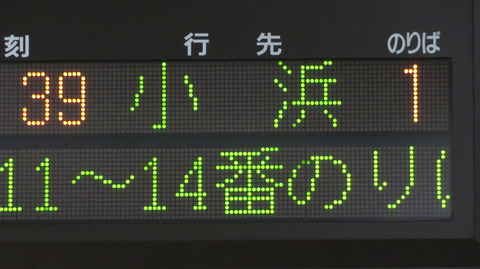 刻 行先 のりば
39 小浜 1
11～14番のり